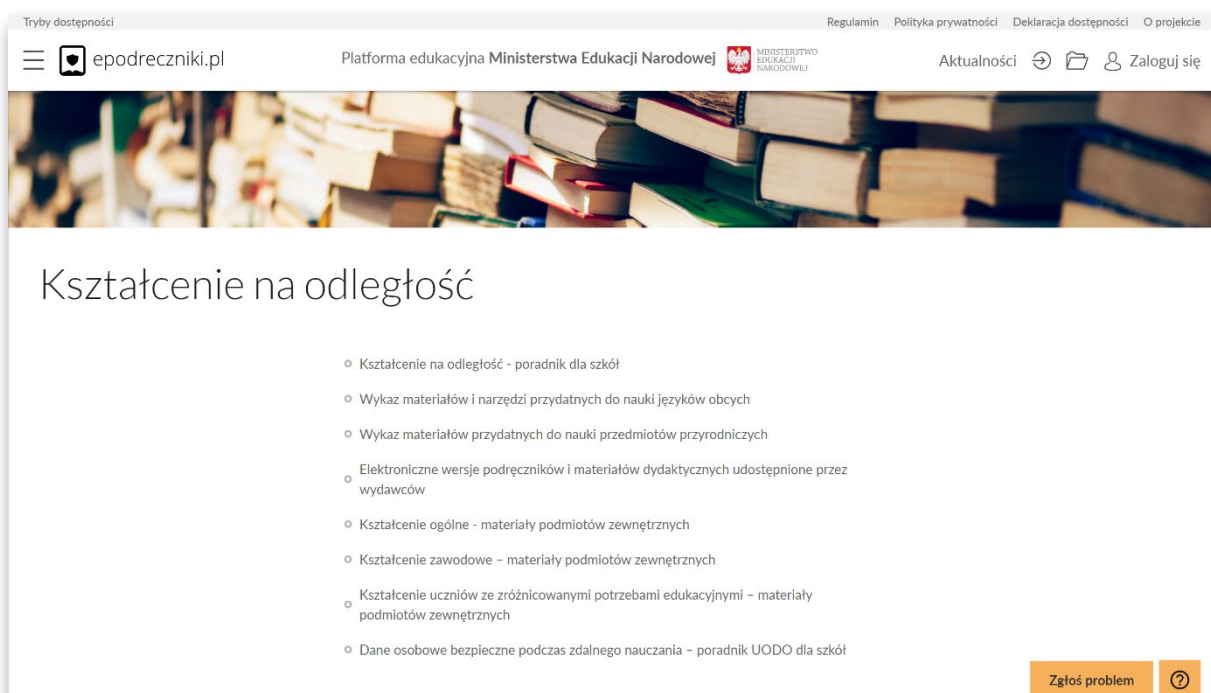 Tryby dostępności
Regulamin Polityka prywatności Deklaracja dostępności O projekcie
epodreczniki.pl
Platforma edukacyjna Ministerstwa Edukacji Narodowej
MINISTERSTWO
EDUKACJI
NARODOWEJ
Aktualności
Zaloguj się
Kształcenie na odległość
Kształcenie na odległość - poradnik dla szkół
Wykaz materiałów i narzędzi przydatnych do nauki języków obcych
Wykaz materiałów przydatnych do nauki przedmiotów przyrodniczych
Elektroniczne wersje podręczników i materiałów dydaktycznych udostępnione przez
wydawców
Kształcenie ogólne - materiały podmiotów zewnętrznych
Kształcenie zawodowe – materiały podmiotów zewnętrznych
Kształcenie uczniów ze zróżnicowanymi potrzebami edukacyjnymi – materiały
podmiotów zewnętrznych
Dane osobowe bezpieczne podczas zdalnego nauczania – poradnik UODO dla szkół
Zgłoś problem